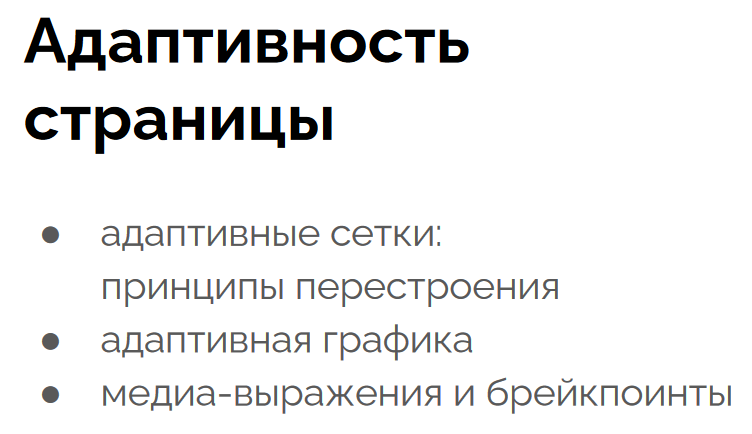 Адаптивность
страницы
● адаптивные сетки:
принципы перестроения
● адаптивная графика
● медиа-выражения и брейкпоинты